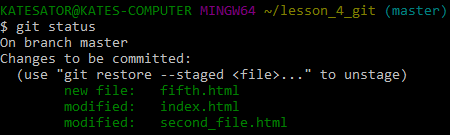 KATESATOR@KATES-COMPUTER MINGW64 ~/lesson_4_git (master)
$ git status
On branch master
Changes to be committed:
  (use "git restore --staged <file>..." to unstage)
        new file:   fifth.html
        modified:   index.html
        modified:   second_file.html